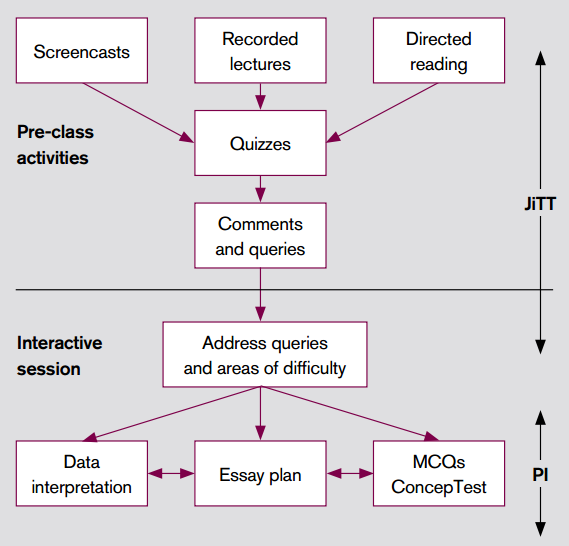 Screencasts
Recorded
lectures
Directed
reading
Pre-class
activities
Quizzes
Comments
and queries
JiTT
Interactive
session
Address queries
and areas of difficulty
Data
interpretation
Essay plan
MCQs
ConcepTest
PI